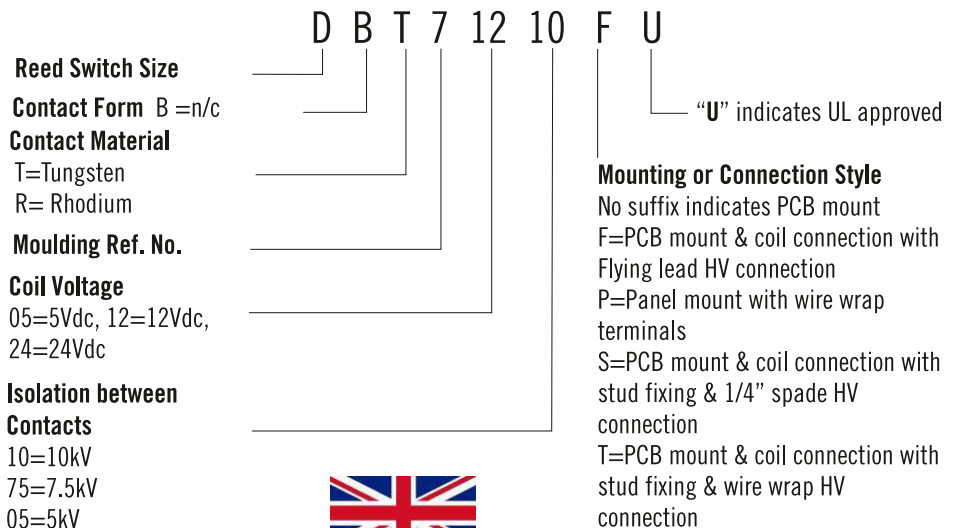 D B T 7 12 10 F U
Reed Switch Size
Contact Form B =n/c
Contact Material
T=Tungsten
R= Rhodium
Moulding Ref. No.
Coil Voltage
05=5Vdc, 12=12Vdc,
24=24Vdc
Isolation between
Contacts
10=10kV
75=7.5kV
05=5kV
“U” indicates UL approved
Mounting or Connection Style
No suffix indicates PCB mount
F=PCB mount & coil connection with
Flying lead HV connection
P=Panel mount with wire wrap
terminals
S=PCB mount & coil connection with
stud fixing & 1/4” spade HV
connection
T=PCB mount & coil connection with
stud fixing & wire wrap HV
connection